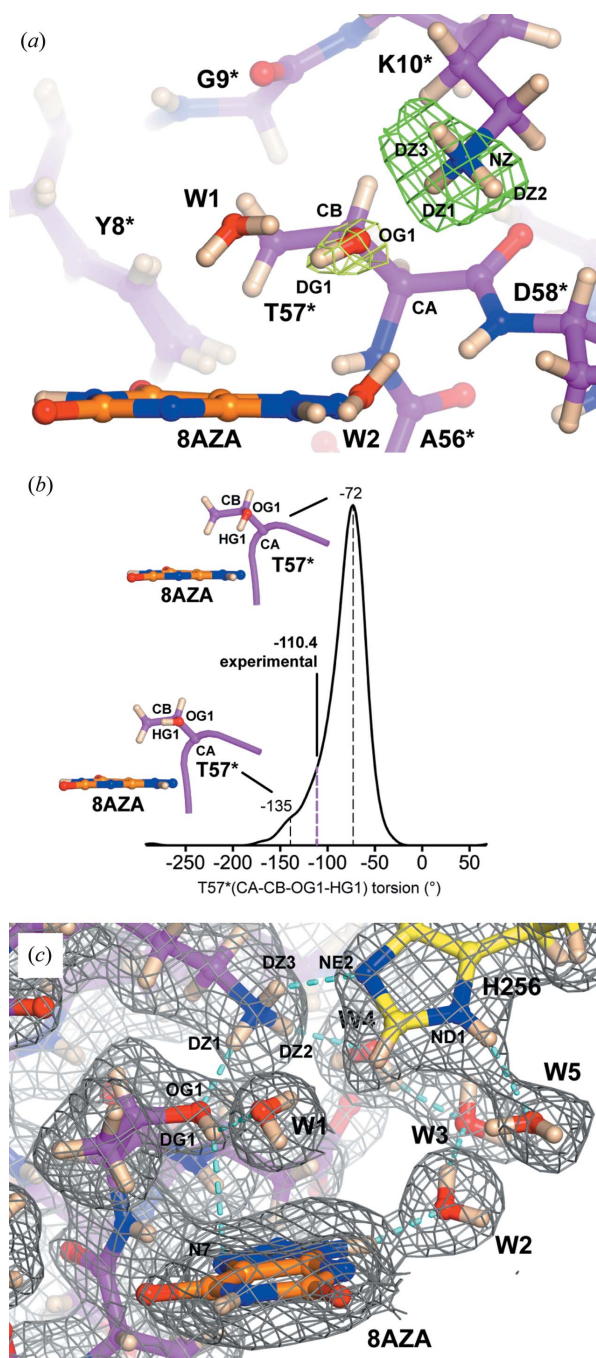 (a)
K10*
G9*
DZ3
NZ
W1
CB
DZ1
DZ2
Y8*
OG1
DG1
D58*
T57*
CA
8AZA
W2
A56*
(b)
-72
CB
OG1
HG1
CA
T57*
8AZA
-110.4
experimental
CB
OG1
HG1
CA
T57*
8AZA
-135
-250 -200 -150 -100 -50 0 50
T57*(CA-CB-OG1-HG1) torsion (°)
(c)
DZ3
NE2
H256
W4
DZ1
DZ2
ND1
OG1
W5
DG1
W1
W3
N7
W2
8AZA